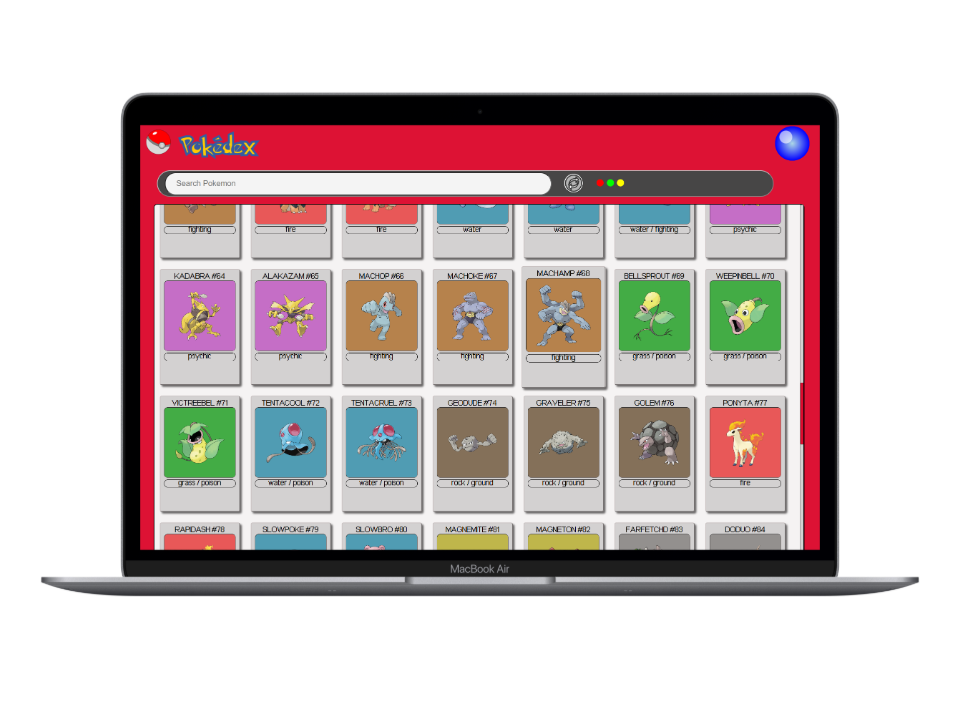 Pokédex
Search Pokemon
fighting
fire
fire
water
water
water / fighting
psychic
KADABRA #64
ALAKAZAM #65
MACHOP #66
MACHOKE #67
MACHAMP #68
BELLSPROUT #69
WEEPINBELL #70
psychic
psychic
fighting
fighting
fighting
grass / poison
grass / poison
VICTREEBEL #71
TENTACOOL #72
TENTACRUEL #73
GEODUDE #74
GRAVELER #75
GOLEM #76
PONYTA #77
grass / poison
water / poison
water / poison
rock / ground
rock / ground
rock / ground
fire
RAPIDASH #78
SLOWPOKE #79
SLOWBRO #80
MAGNEMITE #81
MAGNETON #82
FARFETCHD #83
DODUO #84
MacBook Air